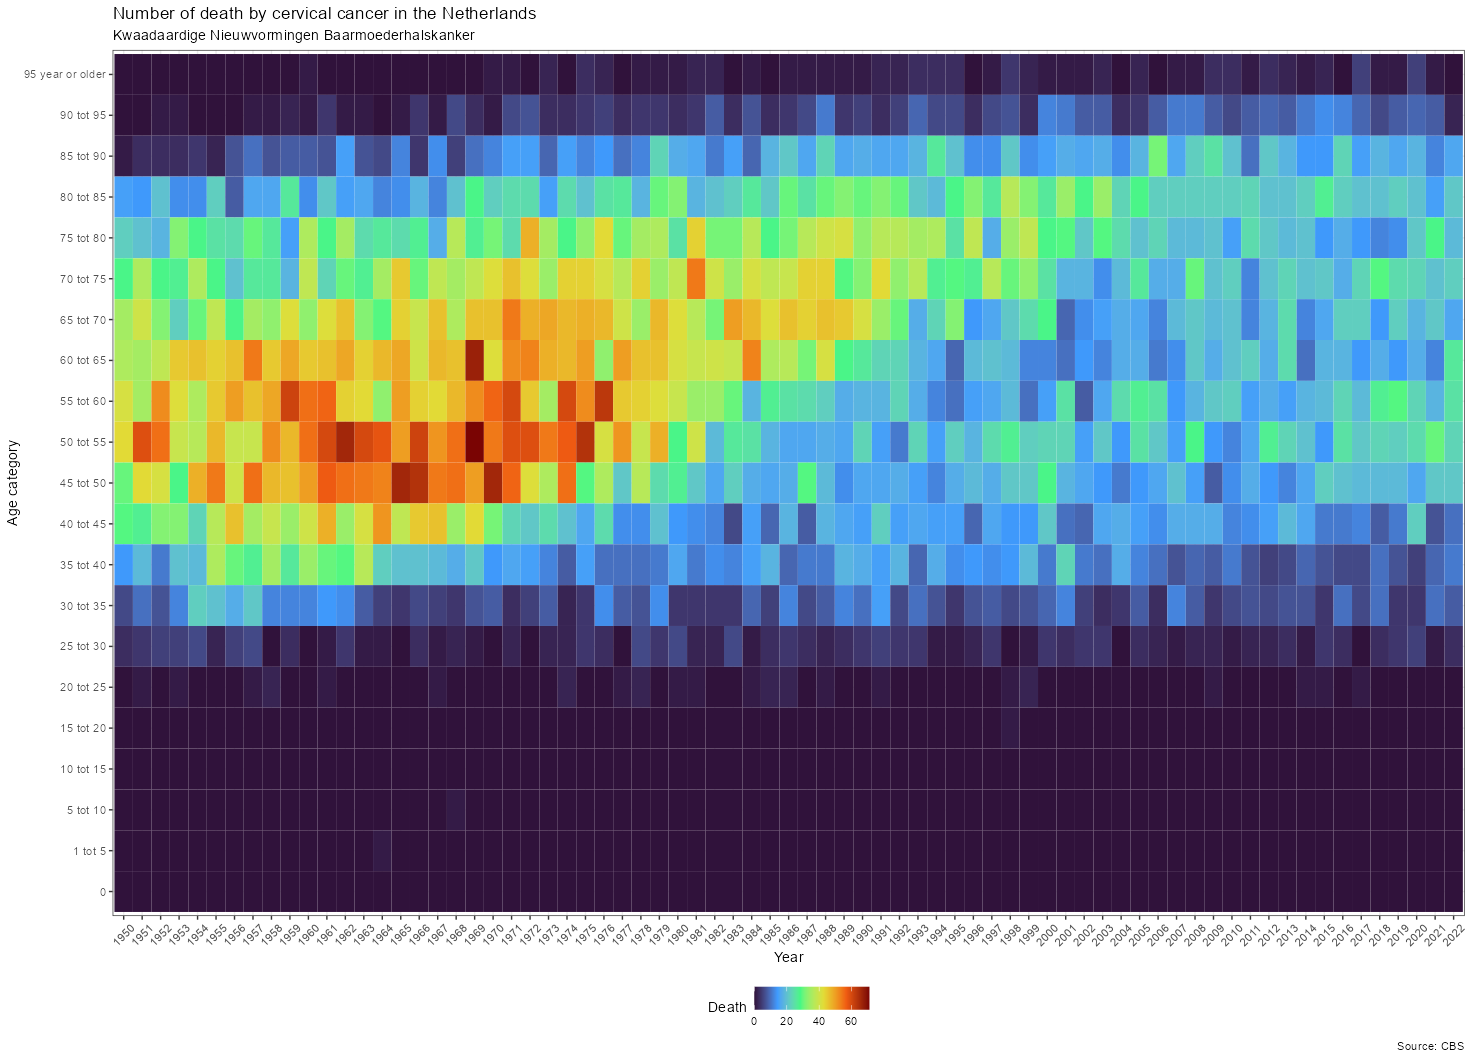 Number of death by cervical cancer in the Netherlands
Kwaadaardige Nieuwvormingen Baarmoederhalskanker
Age category
95 year or older
90 tot 95
85 tot 90
80 tot 85
75 tot 80
70 tot 75
65 tot 70
60 tot 65
55 tot 60
50 tot 55
45 tot 50
40 tot 45
35 tot 40
30 tot 35
25 tot 30
20 tot 25
15 tot 20
10 tot 15
5 tot 10
1 tot 5
0
1950 1951 1952 1953 1954 1955 1956 1957 1958 1959 1960 1961 1962 1963 1964 1965 1966 1967 1968 1969 1970 1971 1972 1973 1974 1975 1976 1977 1978 1979 1980 1981 1982 1983 1984 1985 1986 1987 1988 1989 1990 1991 1992 1993 1994 1995 1996 1997 1998 1999 2000 2001 2002 2003 2004 2005 2006 2007 2008 2009 2010 2011 2012 2013 2014 2015 2016 2017 2018 2019 2020 2021 2022
Year
Death
0 20 40 60
Source: CBS